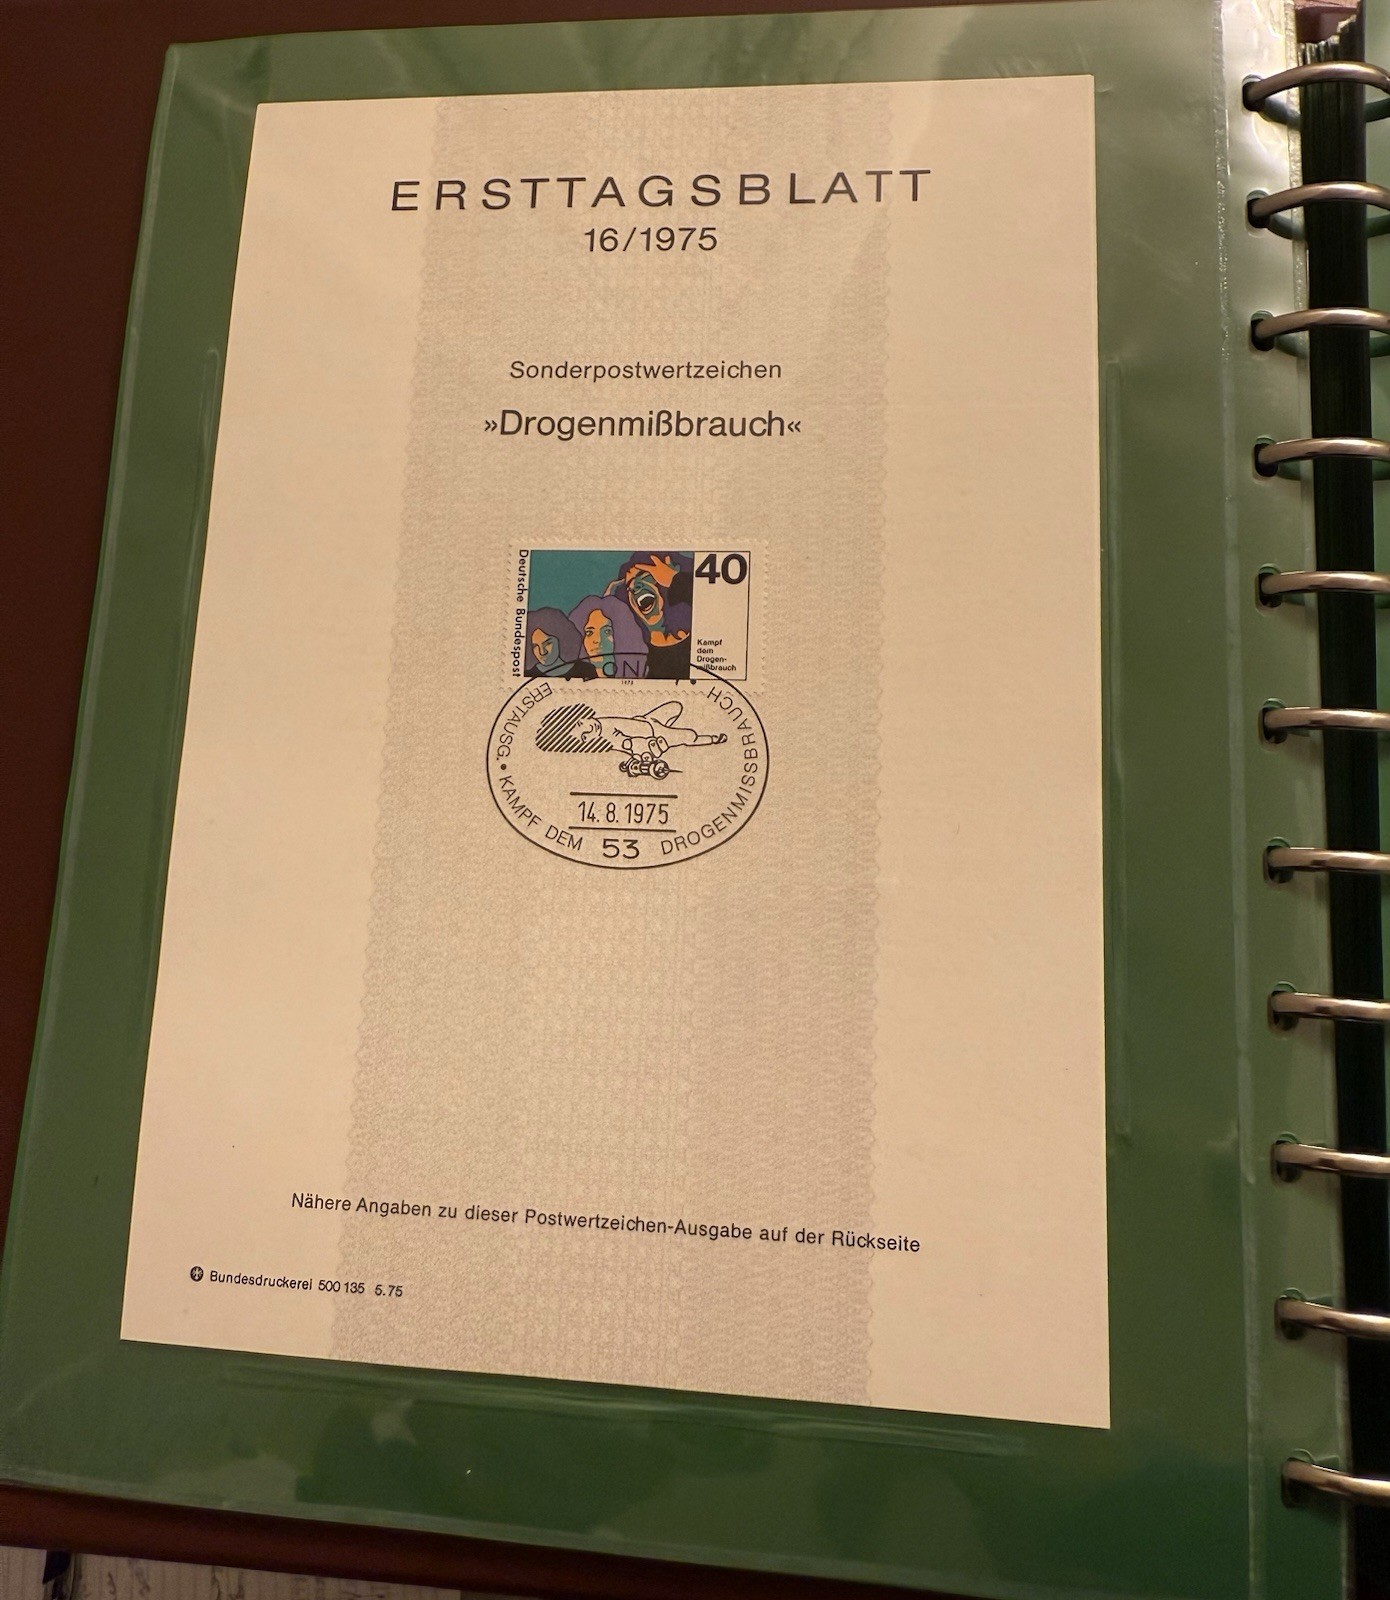 ERSTTAGSBLATT
16/1975
Sonderpostwertzeichen
»Drogenmißbrauch«
Deutsche Bundespost
40
Kampf
dem
Drogen-
mißbrauch
1975
BONN
ERSTAUSG. • KAMPF DEM DROGENMISSBRAUCH
14.8.1975
53
Nähere Angaben zu dieser Postwertzeichen-Ausgabe auf der Rückseite
Bundesdruckerei 500 135 5.75